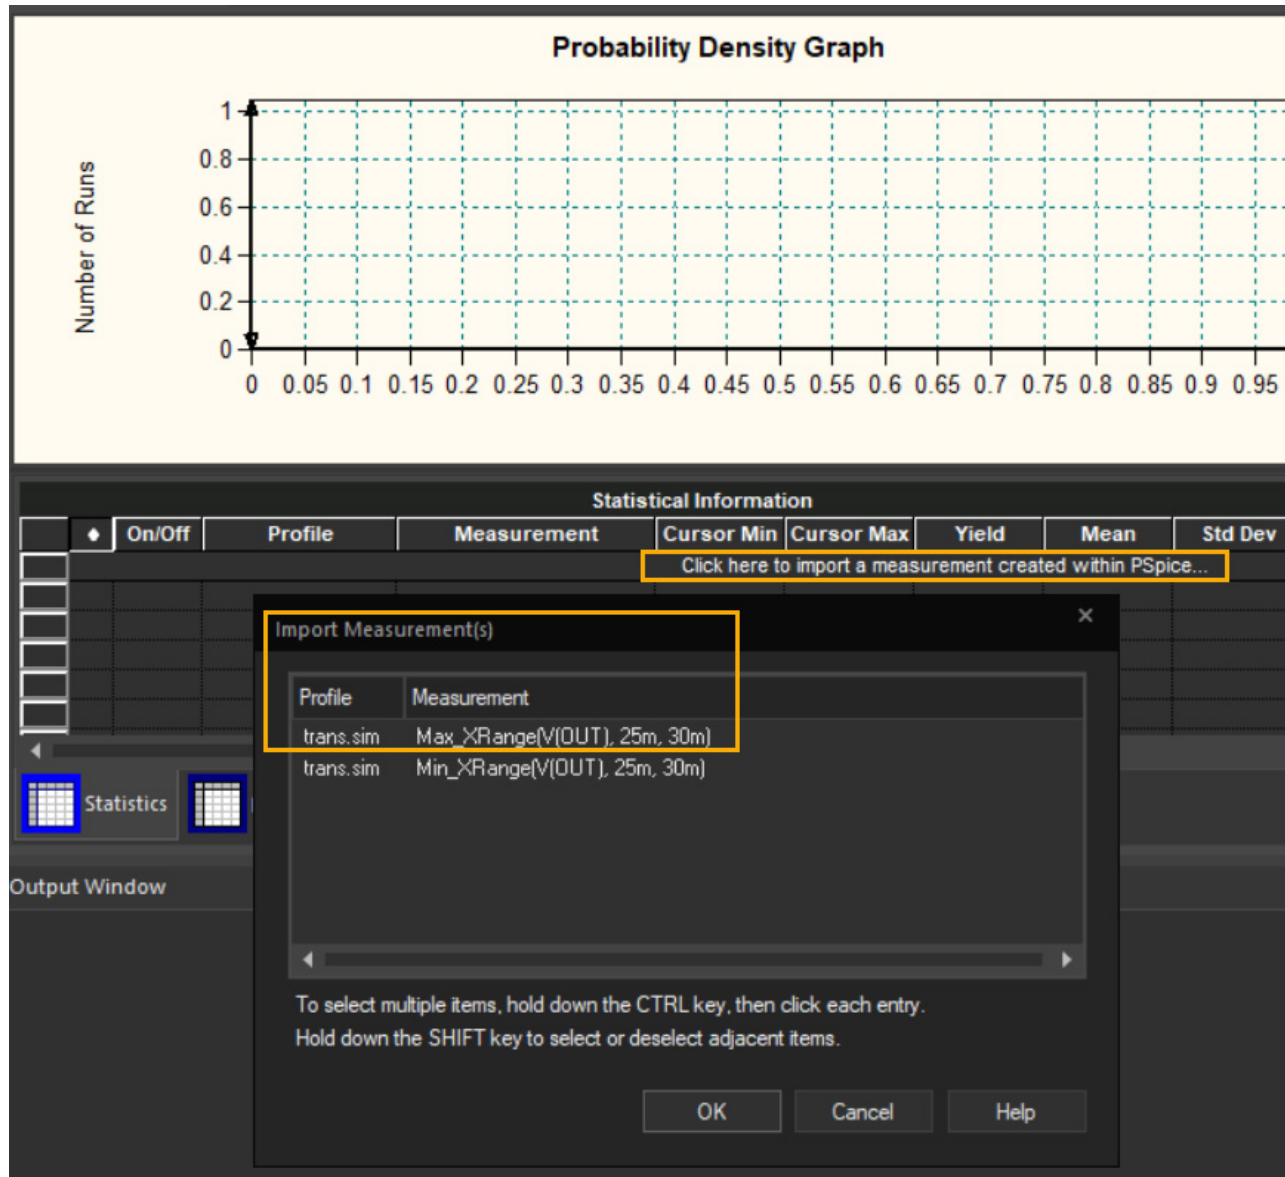 Probability Density Graph
Number of Runs
1
0.8
0.6
0.4
0.2
0
0 0.05 0.1 0.15 0.2 0.25 0.3 0.35 0.4 0.45 0.5 0.55 0.6 0.65 0.7 0.75 0.8 0.85 0.9 0.95
Statistical Information
On/Off Profile Measurement Cursor Min Cursor Max Yield Mean Std Dev
Click here to import a measurement created within PSpice...
Import Measurement(s)
Profile Measurement
trans.sim Max_XRange(V(OUT), 25m, 30m)
trans.sim Min_XRange(V(OUT), 25m, 30m)
Statistics
Output Window
To select multiple items, hold down the CTRL key, then click each entry.
Hold down the SHIFT key to select or deselect adjacent items.
OK Cancel Help